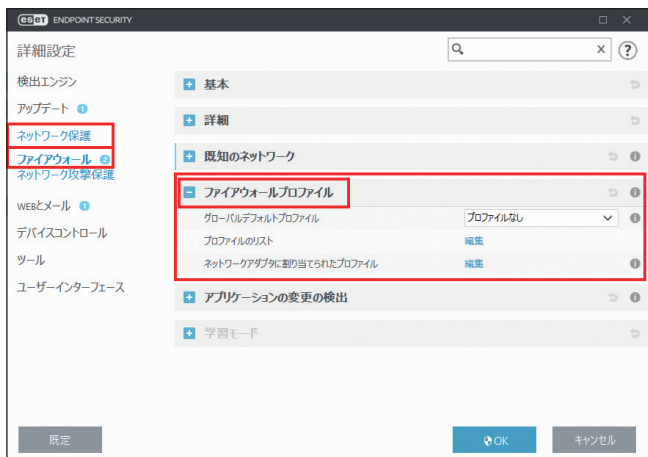 eset ENDPOINT SECURITY
詳細設定
検出エンジン
アップデート 1
ネットワーク保護
ファイアウォール 2
ネットワーク攻撃保護
WEBとメール 1
デバイスコントロール
ツール
ユーザーインターフェース
基本
詳細
既知のネットワーク
ファイアウォールプロファイル
グローバルデフォルトプロファイル プロファイルなし
プロファイルのリスト 編集
ネットワークアダプタに割り当てられたプロファイル 編集
アプリケーションの変更の検出
学習モード
既定
OK
キャンセル